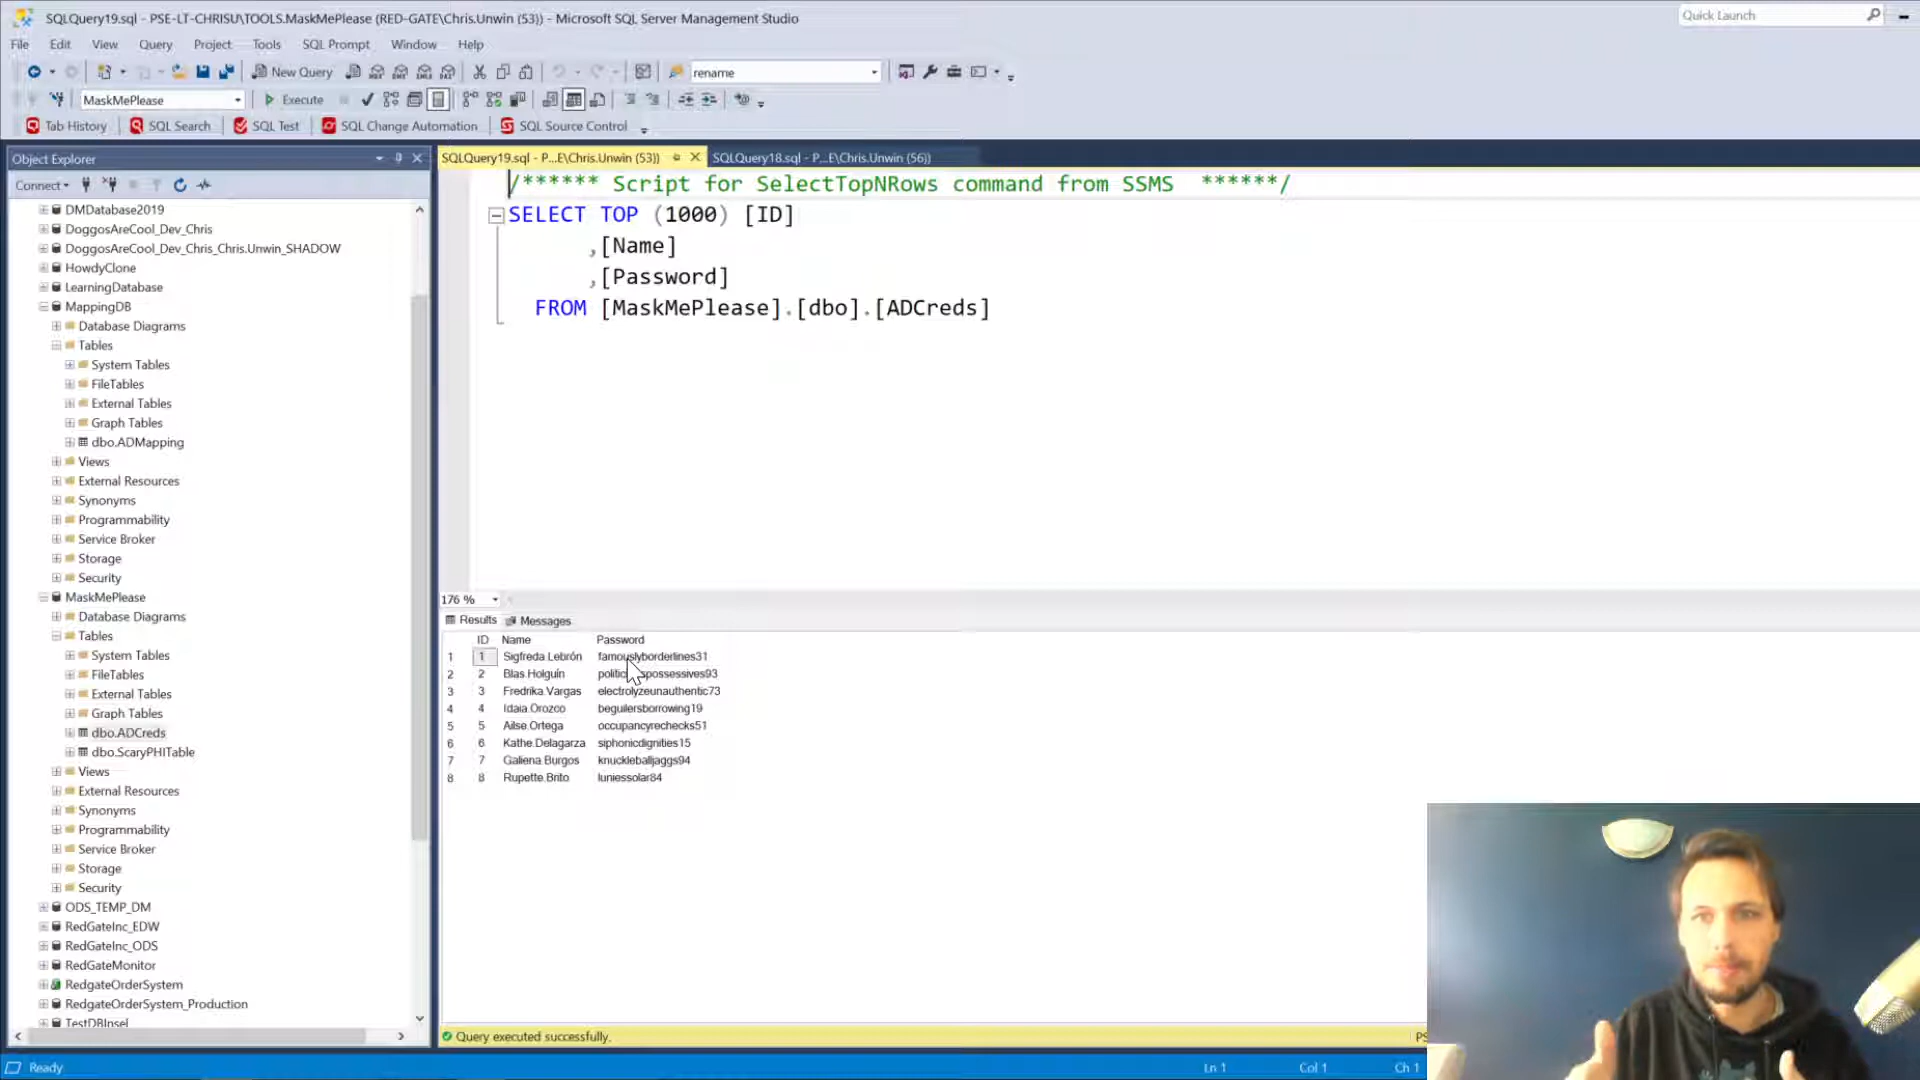 SQLQuery19.sql - PSE-LT-CHRISU\TOOLS.MaskMePlease (RED-GATE\Chris.Unwin (53)) - Microsoft SQL Server Management Studio
Quick Launch
File Edit View Query Project Tools SQL Prompt Window Help
New Query rename
MaskMePlease Execute
Tab History SQL Search SQL Test SQL Change Automation SQL Source Control
Object Explorer
Connect
DMDatabase2019
DoggosAreCool_Dev_Chris
DoggosAreCool_Dev_Chris_Chris.Unwin_SHADOW
HowdyClone
LearningDatabase
MappingDB
Database Diagrams
Tables
System Tables
FileTables
External Tables
Graph Tables
dbo.ADMapping
Views
External Resources
Synonyms
Programmability
Service Broker
Storage
Security
MaskMePlease
Database Diagrams
Tables
System Tables
FileTables
External Tables
Graph Tables
dbo.ADCreds
dbo.ScaryPHITable
Views
External Resources
Synonyms
Programmability
Service Broker
Storage
Security
ODS_TEMP_DM
RedGateInc_EDW
RedGateInc_ODS
RedGateMonitor
RedgateOrderSystem
RedgateOrderSystem_Production
TestDBInsel
SQLQuery19.sql - P...E\Chris.Unwin (53)) SQLQuery18.sql - P...E\Chris.Unwin (56))
/****** Script for SelectTopNRows command from SSMS ******/
SELECT TOP (1000) [ID]
,[Name]
,[Password]
FROM [MaskMePlease].[dbo].[ADCreds]
176 %
Results Messages
ID Name Password
1 1 Sigfreda.Lebrón famouslyborderlines31
2 2 Blas.Holguín
3 3 Fredrika.Vargas electrolyzeunauthentic73
4 4 Idaia.Orozco beguilersborrowing19
5 5 Ailse.Ortega occupancyrechecks51
6 6 Kathe.Delagarza siphonicdignities15
7 7 Galiena.Burgos knuckleballjaggs94
8 8 Rupette.Brito luniessolar84
Query executed successfully.
Ready Ln 1 Col 1 Ch 1